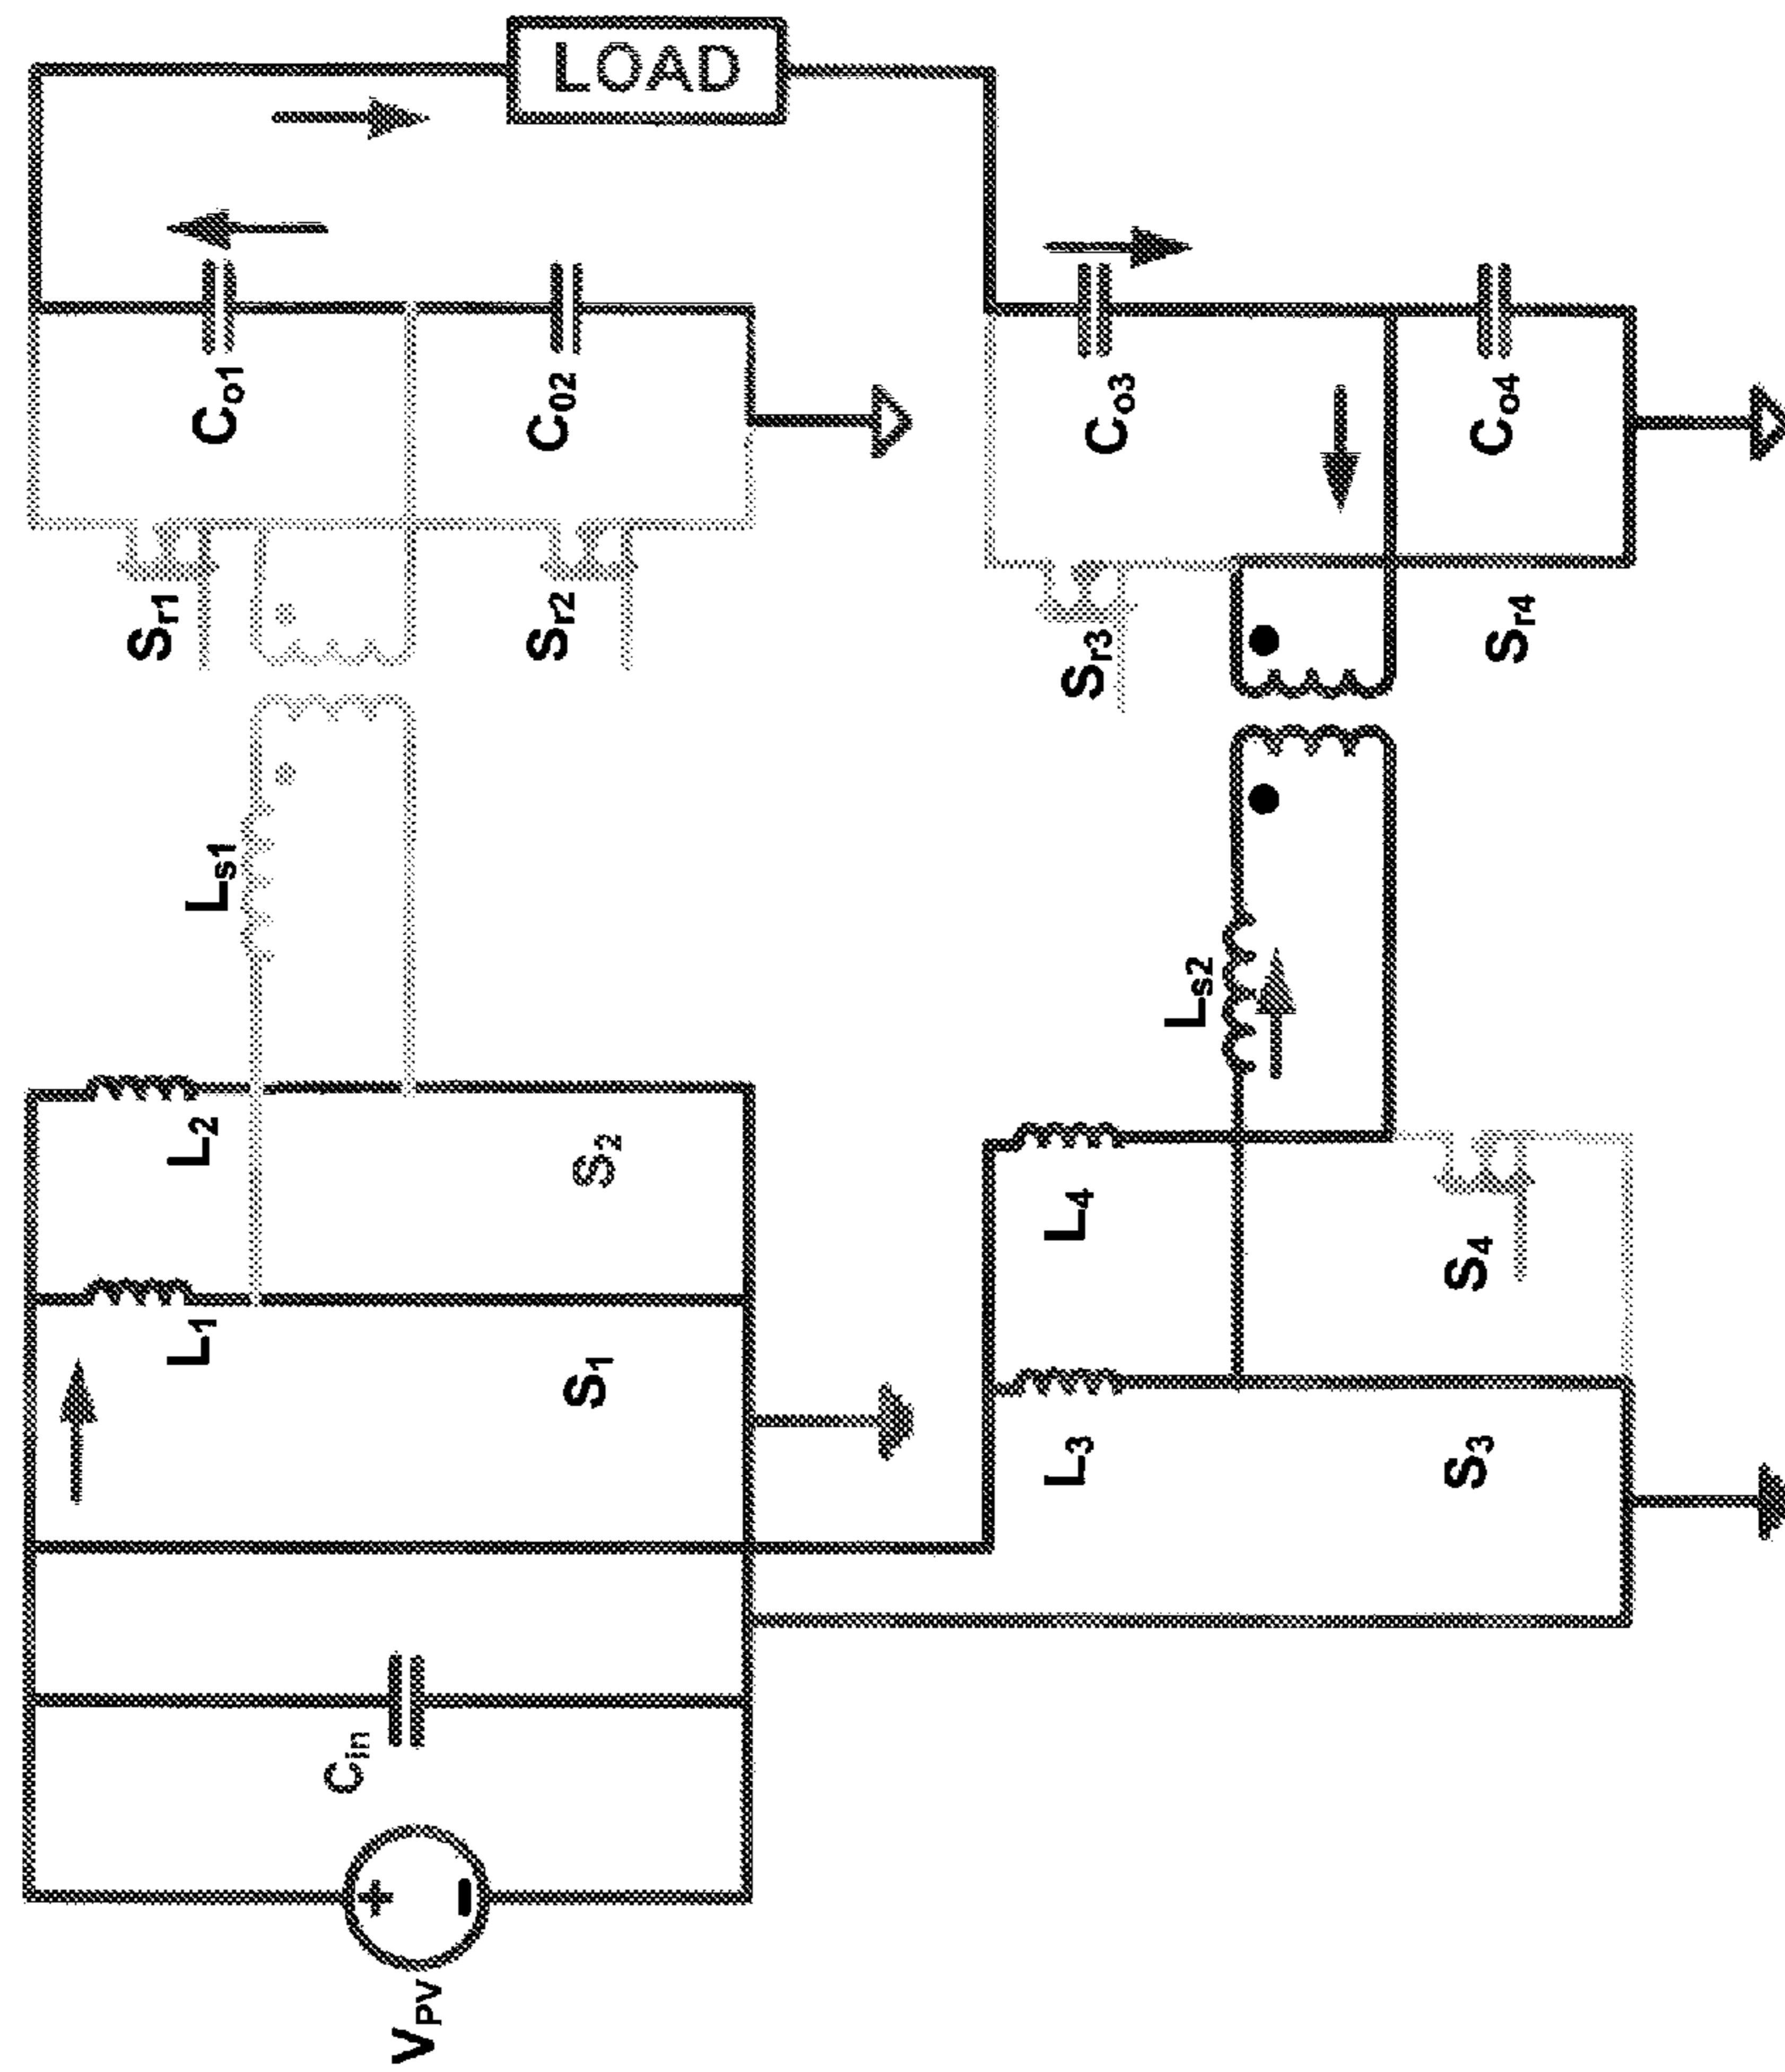 LOAD
Co1
C02
Sr1
Sr2
Ls1
L2
S2
L1
S1
Cin
+
-
VPV
Co3
Co4
Sr3
Sr4
Ls2
L4
S4
L3
S3